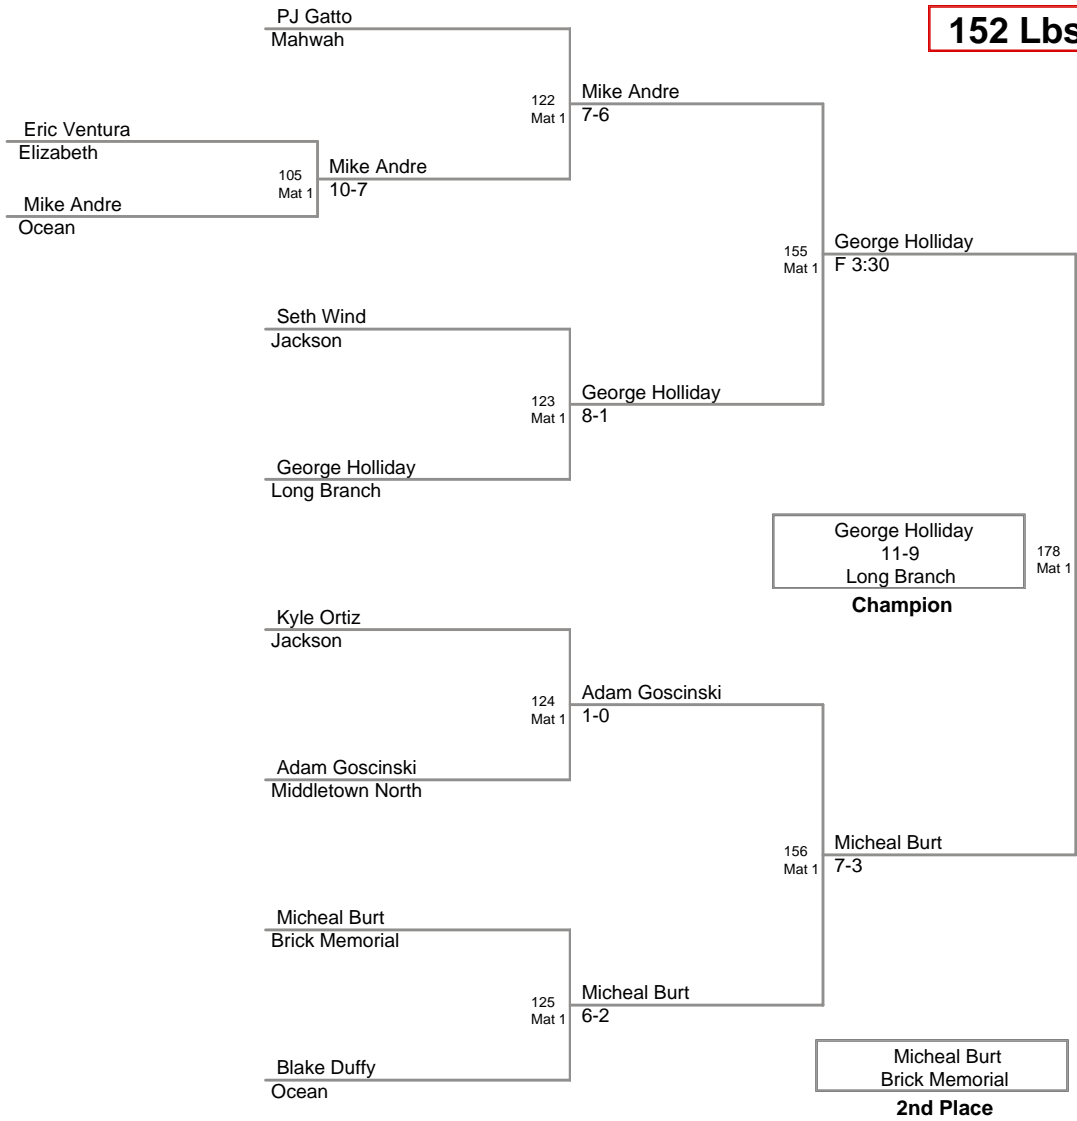 PJ Gatto
Mahwah
152 Lbs
122
Mat 1
Mike Andre
7-6
Eric Ventura
Elizabeth
105
Mat 1
Mike Andre
10-7
Mike Andre
Ocean
155
Mat 1
George Holliday
F 3:30
Seth Wind
Jackson
123
Mat 1
George Holliday
8-1
George Holliday
Long Branch
George Holliday
11-9
Long Branch
Champion
178
Mat 1
Kyle Ortiz
Jackson
124
Mat 1
Adam Goscinski
1-0
Adam Goscinski
Middletown North
156
Mat 1
Micheal Burt
7-3
Micheal Burt
Brick Memorial
125
Mat 1
Micheal Burt
6-2
Blake Duffy
Ocean
Micheal Burt
Brick Memorial
2nd Place